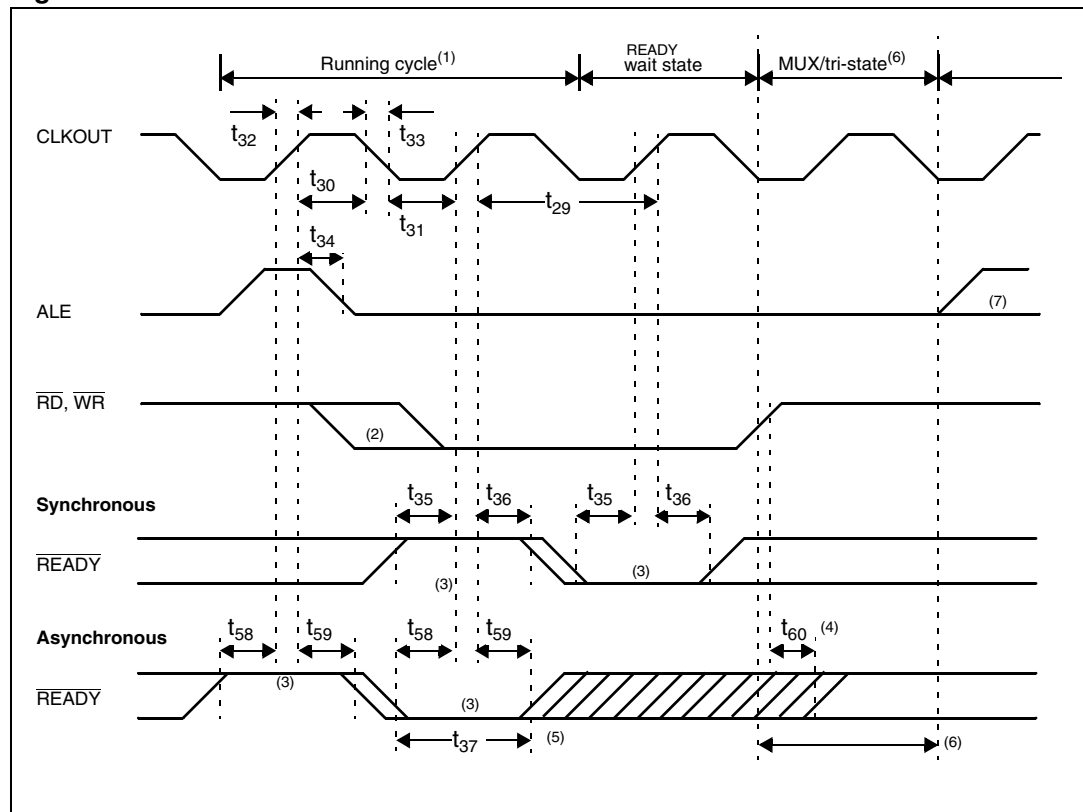 Running cycle(1)
READY
wait state
MUX/tri-state(6)
CLKOUT
t32
t33
t30
t31
t29
t34
ALE
(7)
RD, WR
(2)
Synchronous
t35
t36
t35
t36
READY
(3)
(3)
Asynchronous
t58
t59
t58
t59
t60
(4)
READY
(3)
(3)
t37
(5)
(6)